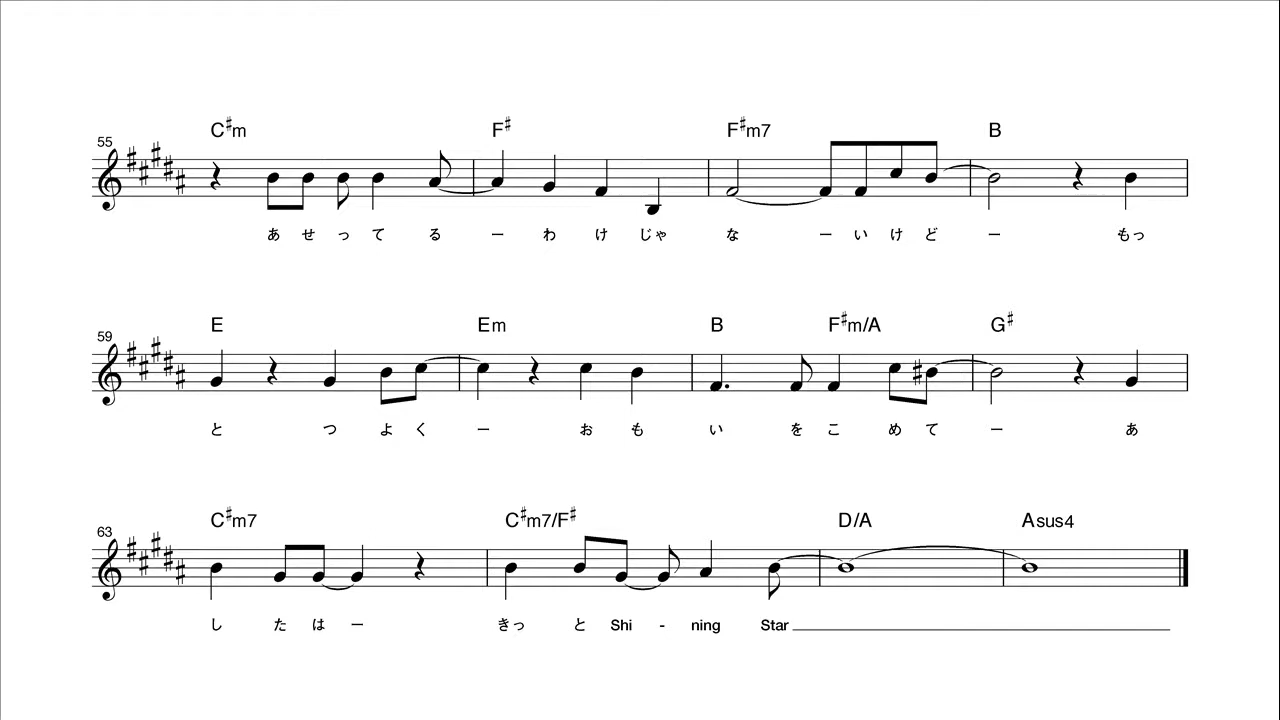 C♯m F♯ F♯m7 B
55
あ せ っ て る ー わ け じゃ な ー い け ど ー もっ
E Em B F♯m/A G♯
59
と つ よ く ー お も い を こ め て ー あ
C♯m7 C♯m7/F♯ D/A Asus4
63
し た は ー きっ と Shi - ning Star